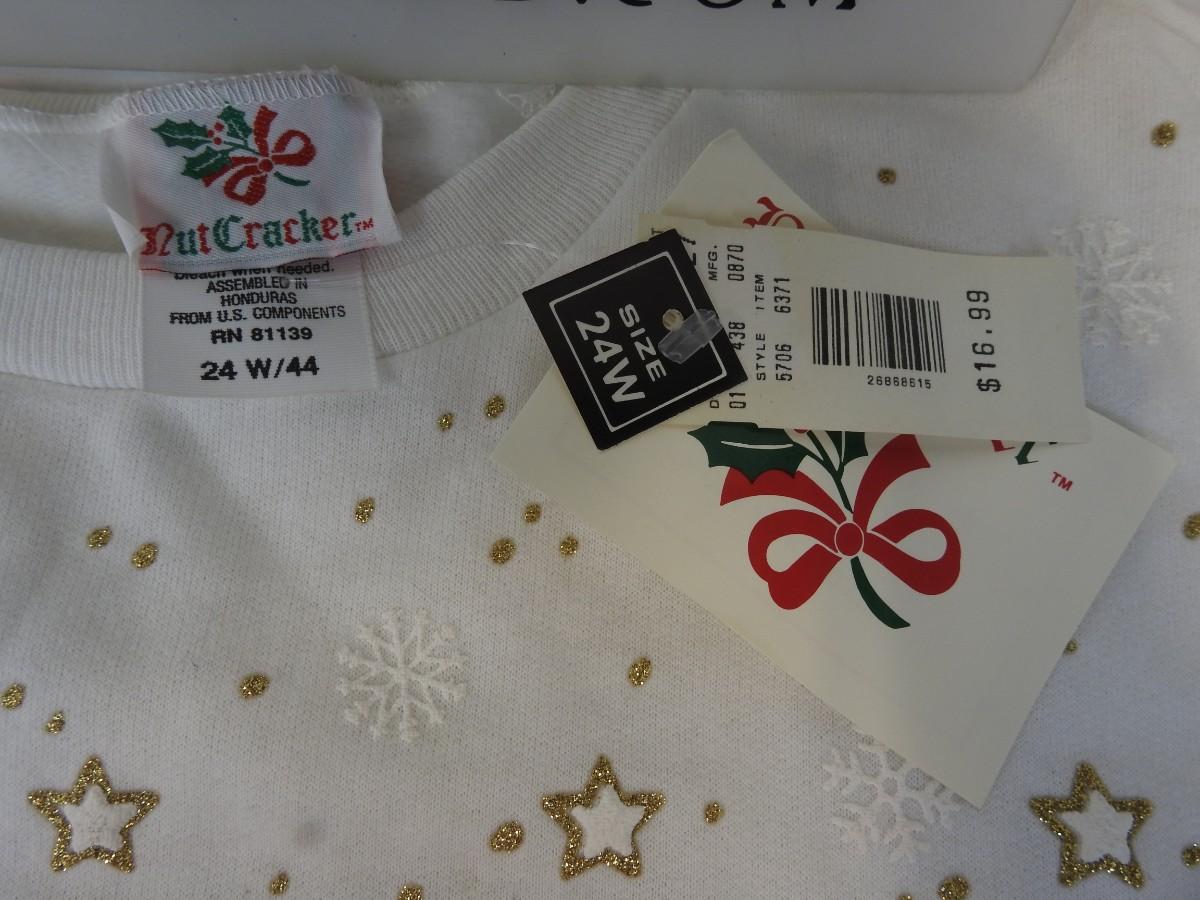 NutCracker™
bleach when needed.
ASSEMBLED IN
HONDURAS
FROM U.S. COMPONENTS
RN 81139
24 W/44
SIZE
24W
MFG.
01 438 0870
STYLE ITEM
5706 6371
26868615
$16.99
TM